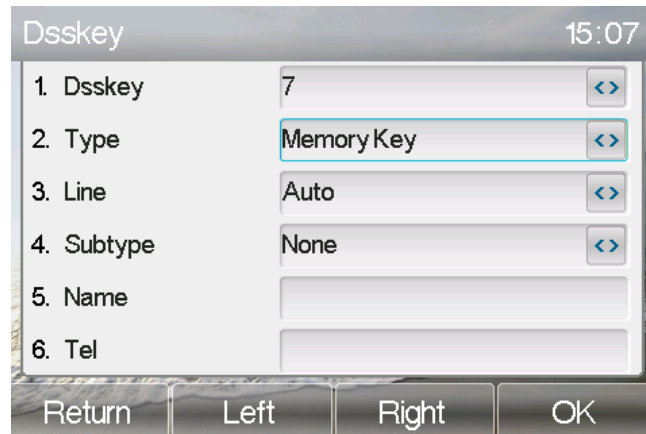 Dsskey 15:07
1. Dsskey 7
2. Type Memory Key
3. Line Auto
4. Subtype None
5. Name
6. Tel
Return Left Right OK